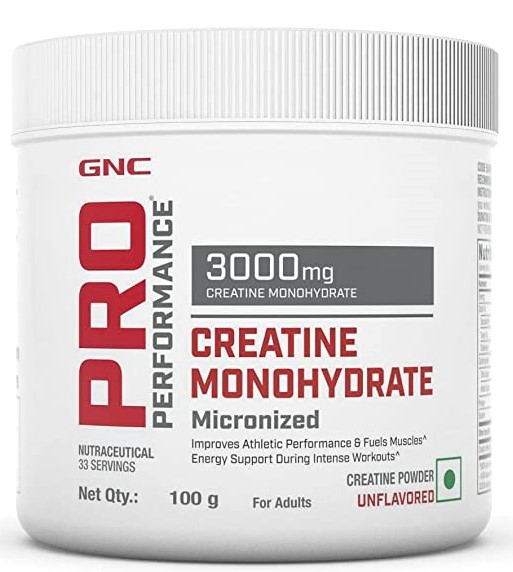 GNC
PRO
PERFORMANCE®
3000mg
CREATINE MONOHYDRATE
CREATINE
MONOHYDRATE
Micronized
Improves Athletic Performance & Fuels Muscles^
Energy Support During Intense Workouts^
NUTRACEUTICAL
33 SERVINGS
CREATINE POWDER
UNFLAVORED
Net Qty.: 100 g For Adults